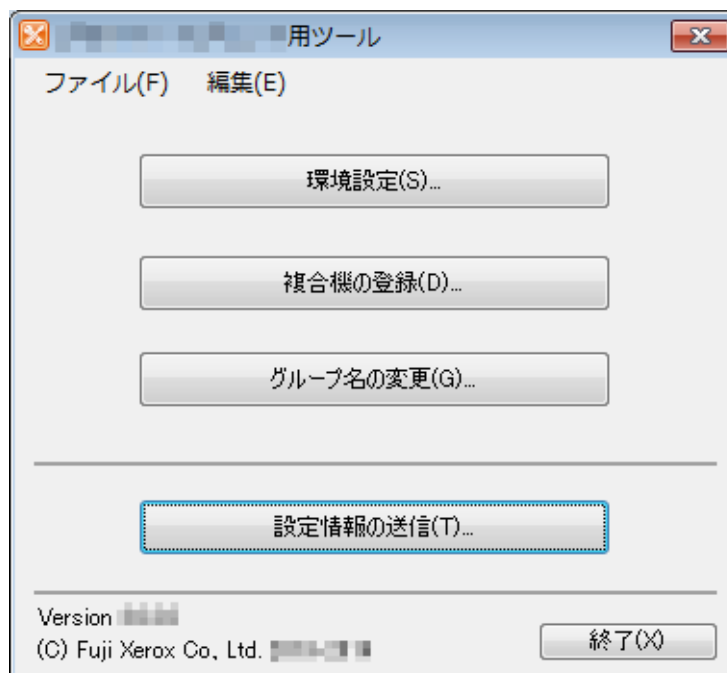 用ツール
ファイル(F) 編集(E)
環境設定(S)...
複合機の登録(D)...
グループ名の変更(G)...
設定情報の送信(T)...
Version
(C) Fuji Xerox Co., Ltd.
終了(X)